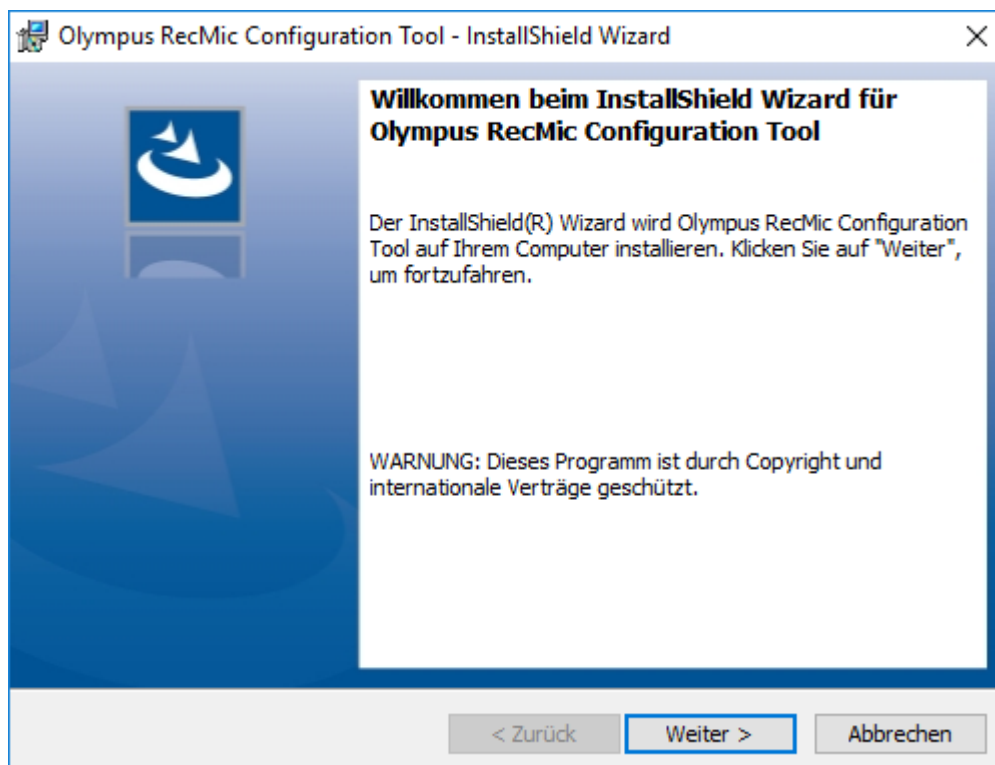 Olympus RecMic Configuration Tool - InstallShield Wizard
Willkommen beim InstallShield Wizard für
Olympus RecMic Configuration Tool
Der InstallShield(R) Wizard wird Olympus RecMic Configuration
Tool auf Ihrem Computer installieren. Klicken Sie auf "Weiter",
um fortzufahren.
WARNUNG: Dieses Programm ist durch Copyright und
internationale Verträge geschützt.
< Zurück
Weiter >
Abbrechen